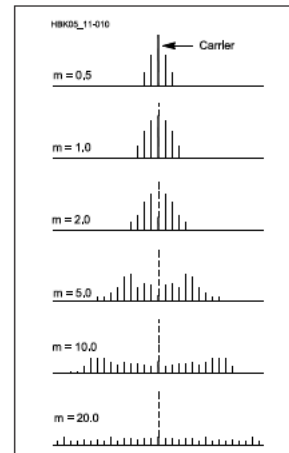 HBK05_11-010
Carrier
m = 0.5
m = 1.0
m = 2.0
m = 5.0
m = 10.0
m = 20.0